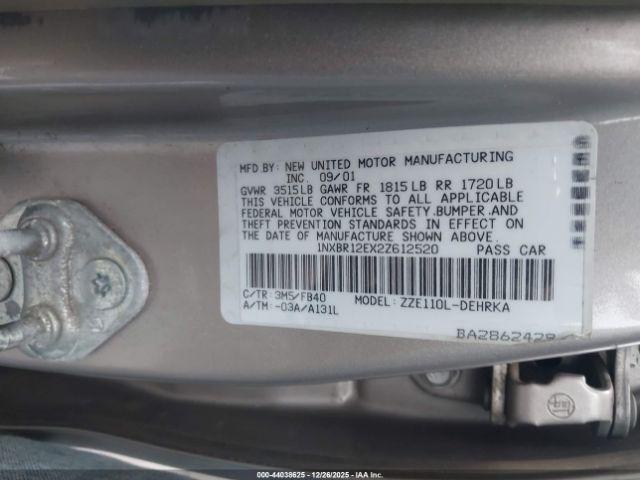 MFD BY: NEW UNITED MOTOR MANUFACTURING
INC. 09/01
GVWR 3515LB GAWR FR 1815LB RR 1720LB
THIS VEHICLE CONFORMS TO ALL APPLICABLE
FEDERAL MOTOR VEHICLE SAFETY,BUMPER,AND
THEFT PREVENTION STANDARDS IN EFFECT ON
THE DATE OF MANUFACTURE SHOWN ABOVE.
1NXBR12EX2Z612520 PASS CAR
C/TR: 3M5/FB40 MODEL: ZZE110L-DEHRKA
A/TM: -03A/A131L
BA2862428
000-44038625 - 12/26/2025 - IAA Inc.